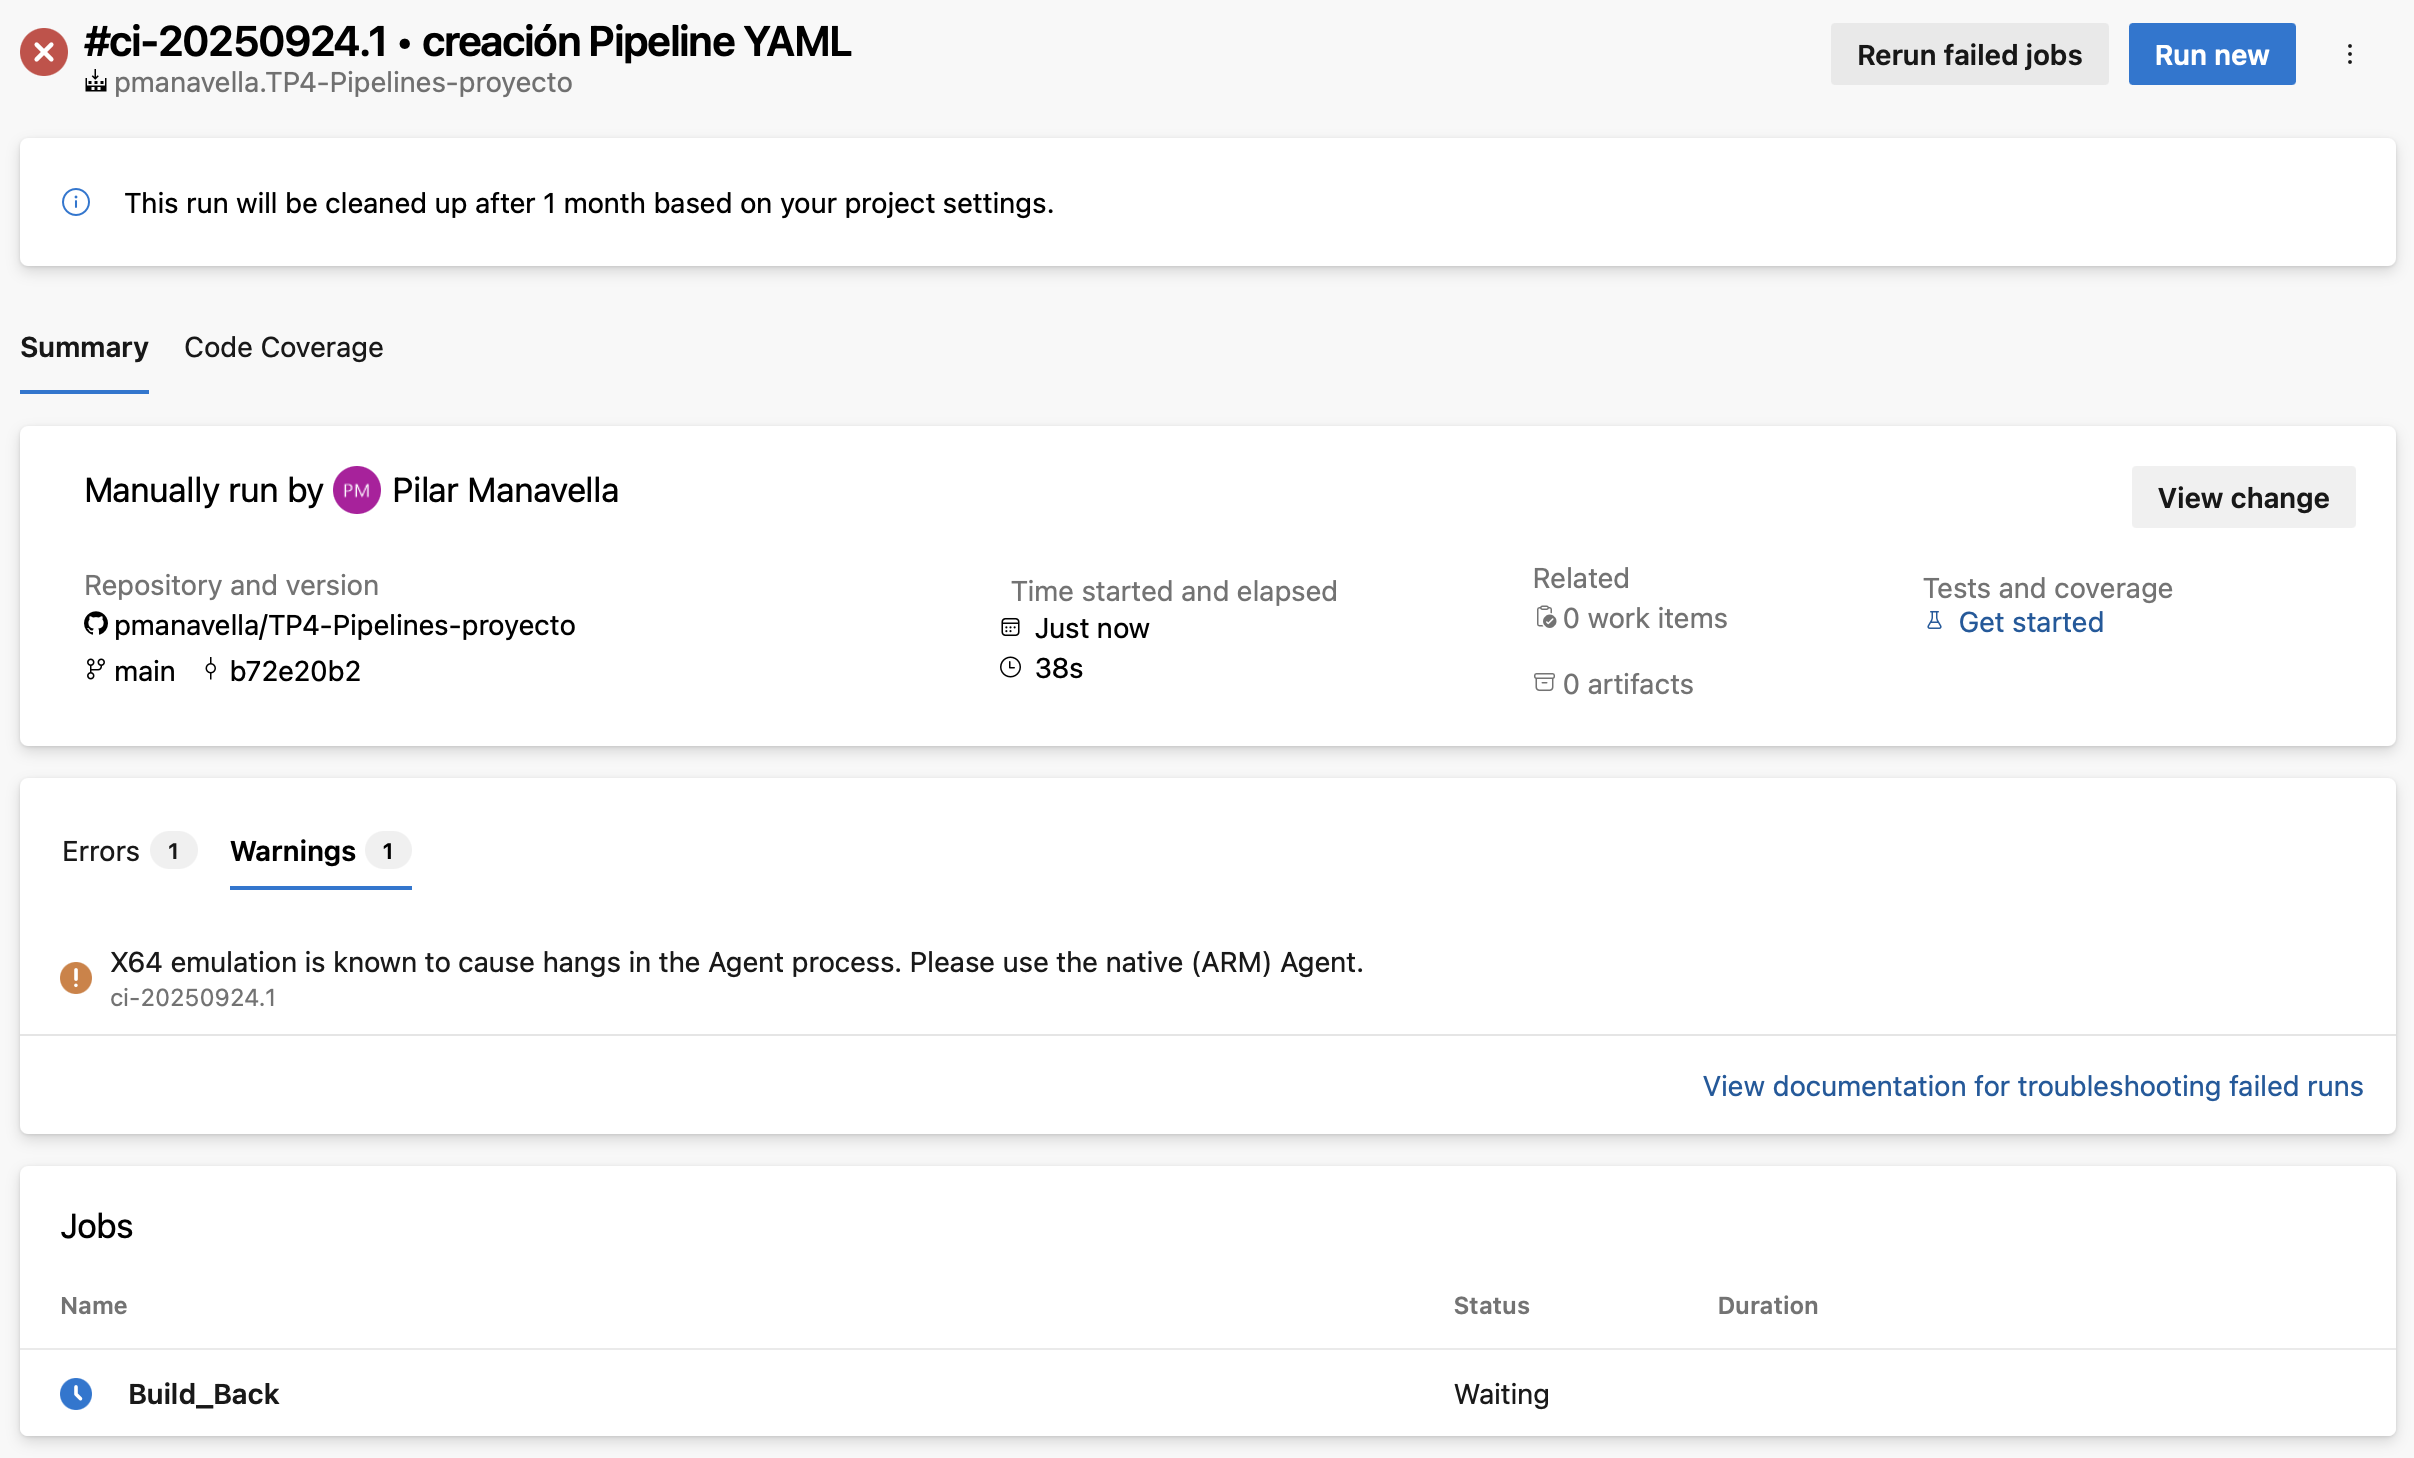 #ci-20250924.1 • creación Pipeline YAML
pmanavella.TP4-Pipelines-proyecto
Rerun failed jobs
Run new
This run will be cleaned up after 1 month based on your project settings.
Summary
Code Coverage
Manually run by PM Pilar Manavella
View change
Repository and version
pmanavella/TP4-Pipelines-proyecto
main b72e20b2
Time started and elapsed
Just now
38s
Related
0 work items
0 artifacts
Tests and coverage
Get started
Errors 1
Warnings 1
X64 emulation is known to cause hangs in the Agent process. Please use the native (ARM) Agent.
ci-20250924.1
View documentation for troubleshooting failed runs
Jobs
Name Status Duration
Build_Back Waiting